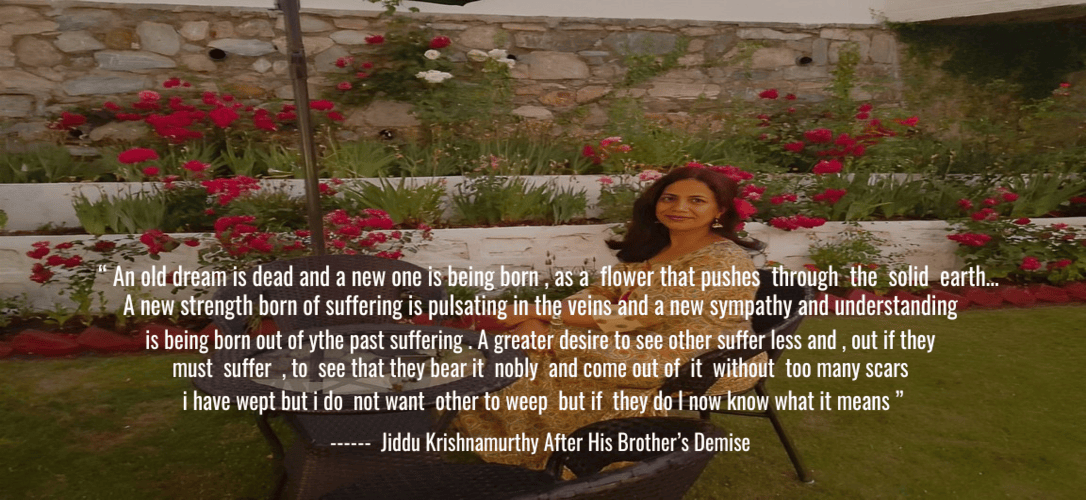 “ An old dream is dead and a new one is being born , as a flower that pushes through the solid earth...
A new strength born of suffering is pulsating in the veins and a new sympathy and understanding
is being born out of ythe past suffering . A greater desire to see other suffer less and , out if they
must suffer , to see that they bear it nobly and come out of it without too many scars
i have wept but i do not want other to weep but if they do I now know what it means ”
------ Jiddu Krishnamurthy After His Brother’s Demise